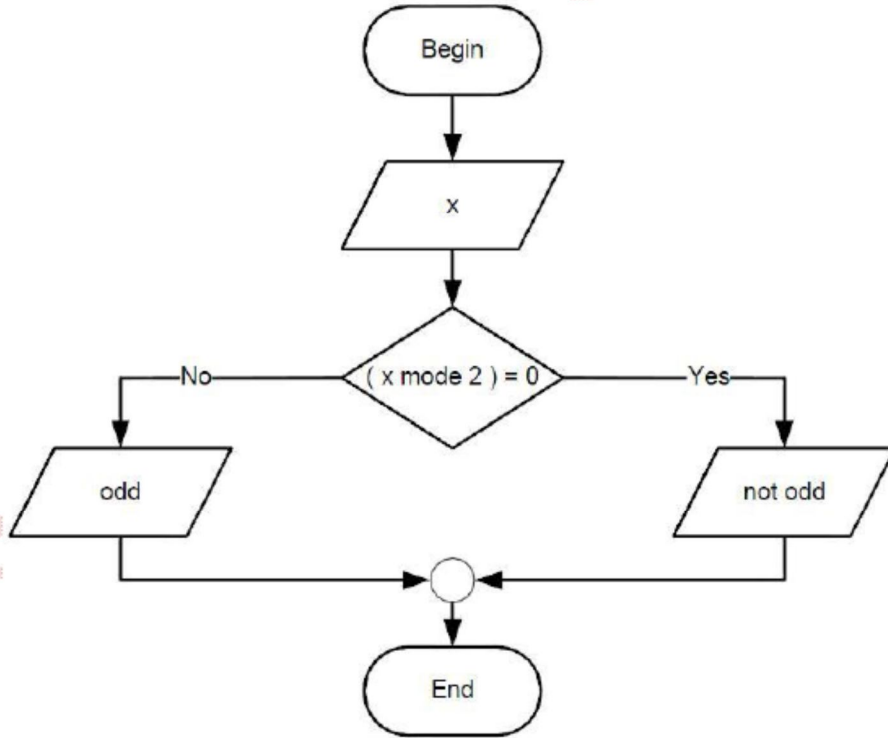 Begin
x
( x mode 2 ) = 0
No
Yes
odd
not odd
End